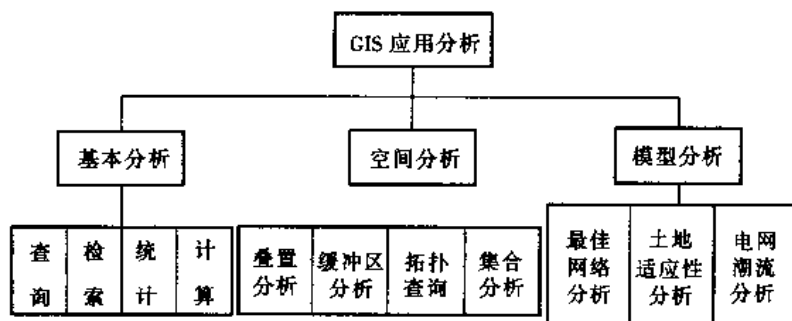 GIS 应用分析
基本分析
空间分析
模型分析
查询
检索
统计
计算
叠置
分析
缓冲区
分析
拓扑
查询
集合
分析
最佳
网络
分析
土地
适应性
分析
电网
潮流
分析